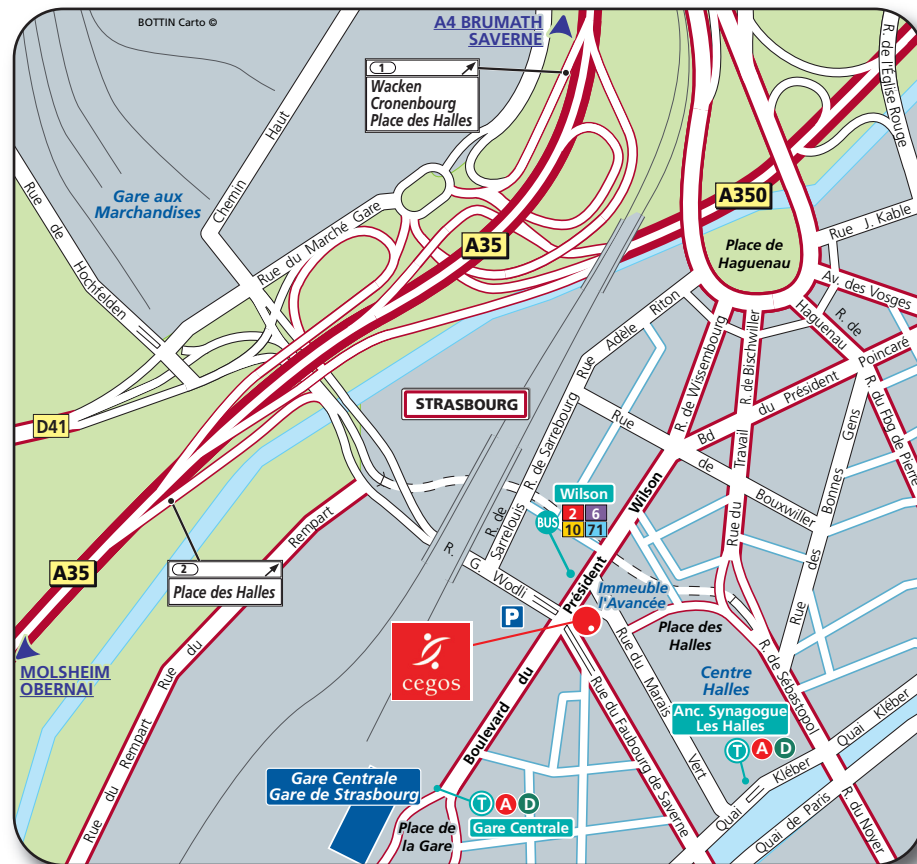 BOTTIN Carto ©
A4 BRUMATH
SAVERNE
1
Wacken
Cronenbourg
Place des Halles
R. de l'Église Rouge
Gare aux
Marchandises
Chemin Haut
Rue de Hochfelden
Rue du Marché Gare
A35
A350
Place de
Haguenau
Rue J. Kable
Av. des Vosges
R. de Haguenau
Rue Adèle Riton
R. de Wissembourg
R. de Bischwiller
Bd du Président Poincaré
R. du Fbg de Pierre
D41
STRASBOURG
R. de Sarrebourg
Rue de Bouxwiller
Rue du Travail
Rue des Bonnes Gens
R. de Sarrelouis
Wilson
2 6
10 71
BUS
A35
2
Place des Halles
Rue du Rempart
Rempart
R. G. Wodli
P
Immeuble
l'Avancée
Place des
Halles
Boulevard du Président Wilson
cegos
MOLSHEIM
OBERNAI
Rue du
Rue du Marais Vert
Rue du Faubourg de Saverne
R. de Sébastopol
Centre
Halles
Anc. Synagogue
Les Halles
T A D
Quai Kléber
Quai Kléber
Quai de Paris
R. du Noyer
Gare Centrale
Gare de Strasbourg
T A D
Gare Centrale
Place de
la Gare